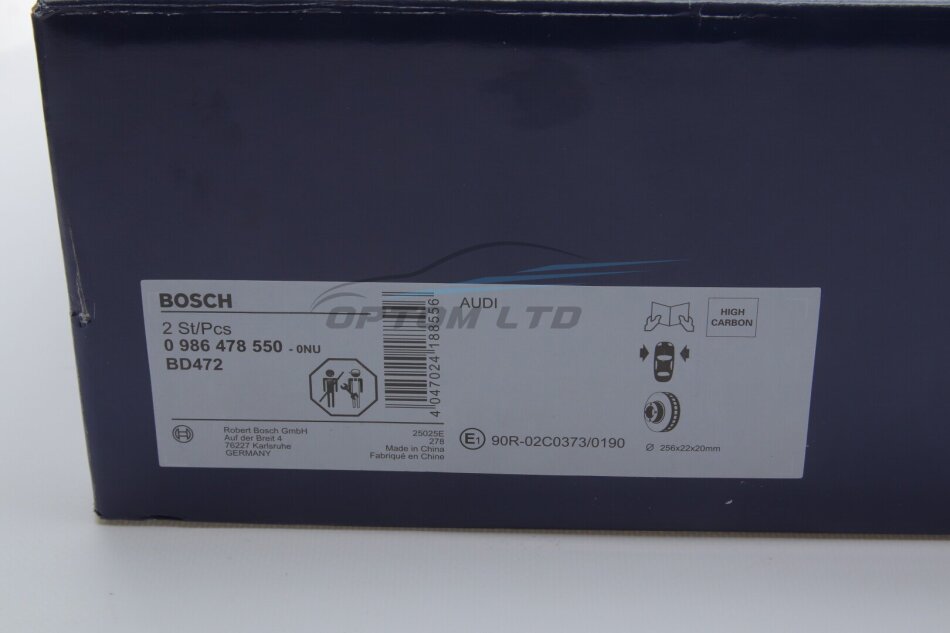 BOSCH
2 St/Pcs
0 986 478 550 - 0NU
BD472
Robert Bosch GmbH
Auf der Breit 4
76227 Karlsruhe
GERMANY
25025E
278
Made in China
Fabriqué en Chine
4 047024 188556
AUDI
OPTOM LTD
E1 90R-02C0373/0190
HIGH
CARBON
Ø 256x22x20mm